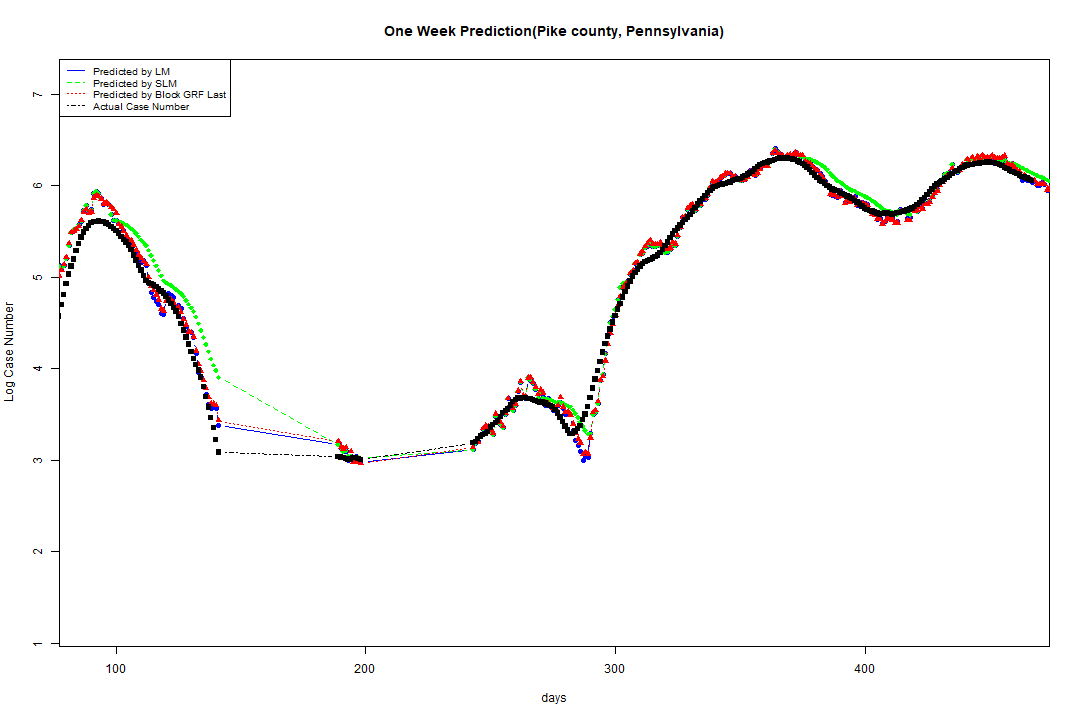 One Week Prediction(Pike county, Pennsylvania)
Predicted by LM
Predicted by SLM
Predicted by Block GRF Last
Actual Case Number
7
6
5
4
3
2
1
Log Case Number
100 200 300 400
days